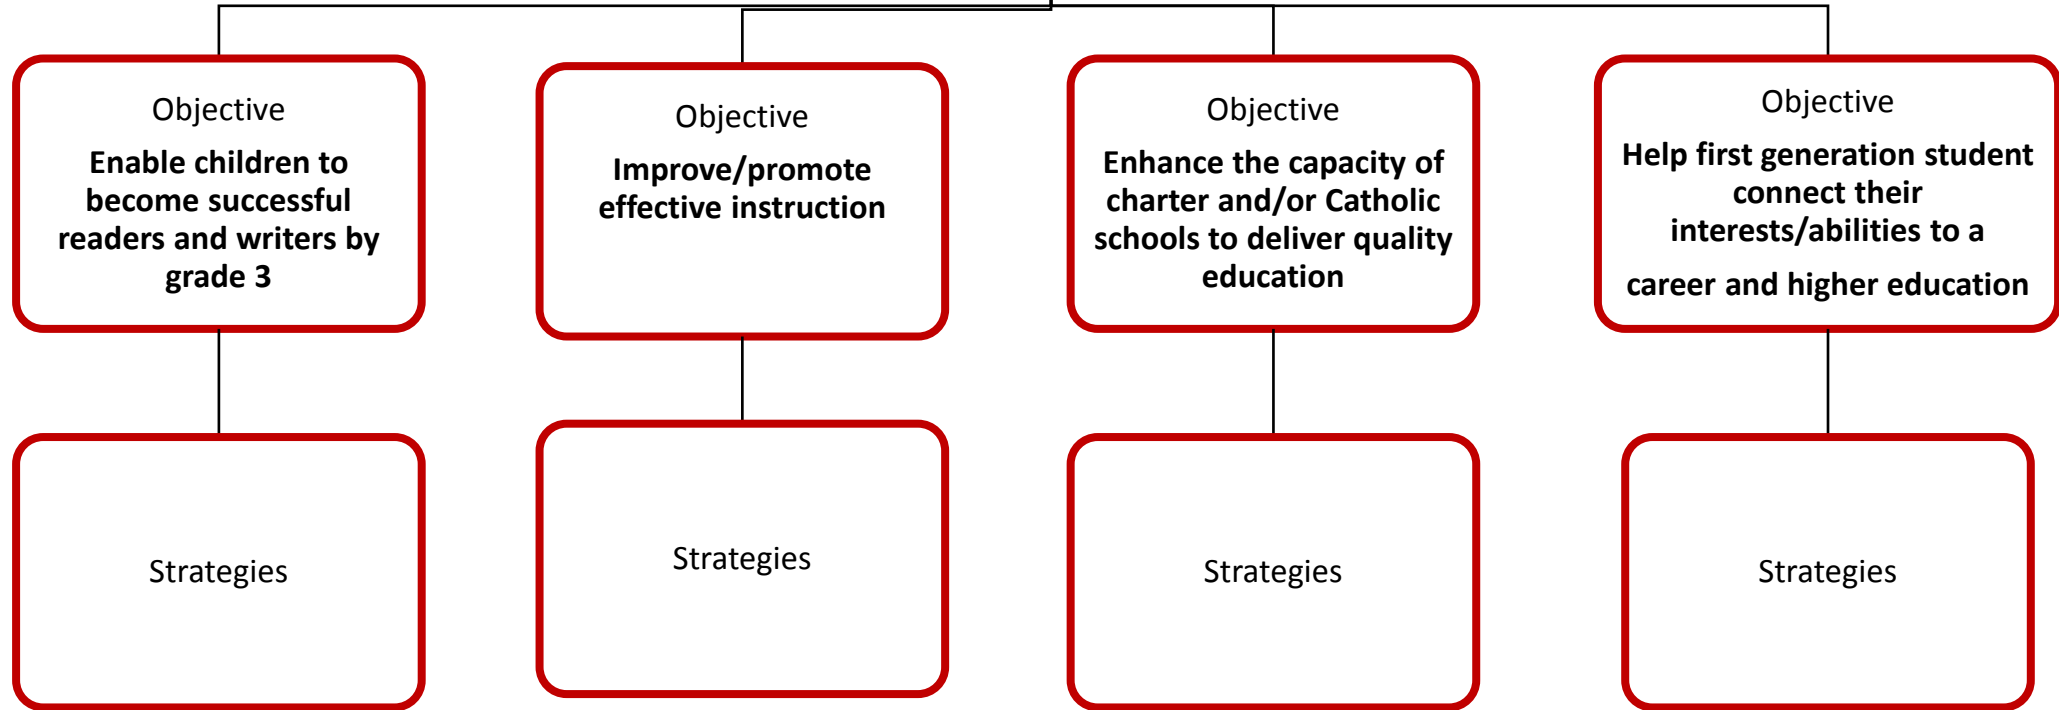 Objective
Enable children to
become successful
readers and writers by
grade 3
Objective
Improve/promote
effective instruction
Objective
Enhance the capacity of
charter and/or Catholic
schools to deliver quality
education
Objective
Help first generation student
connect their
interests/abilities to a
career and higher education
Strategies
Strategies
Strategies
Strategies